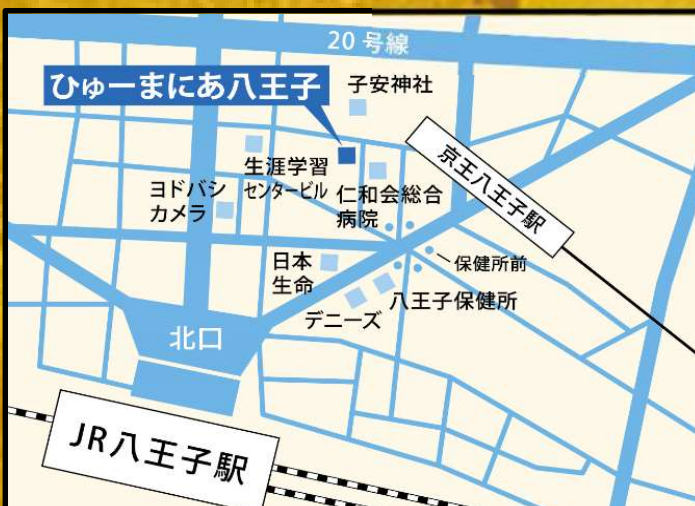 20号線
ひゅーまにあ八王子
子安神社
京王八王子駅
生涯学習
センタービル
仁和会総合
病院
ヨドバシ
カメラ
保健所前
日本
生命
八王子保健所
デニーズ
北口
JR八王子駅